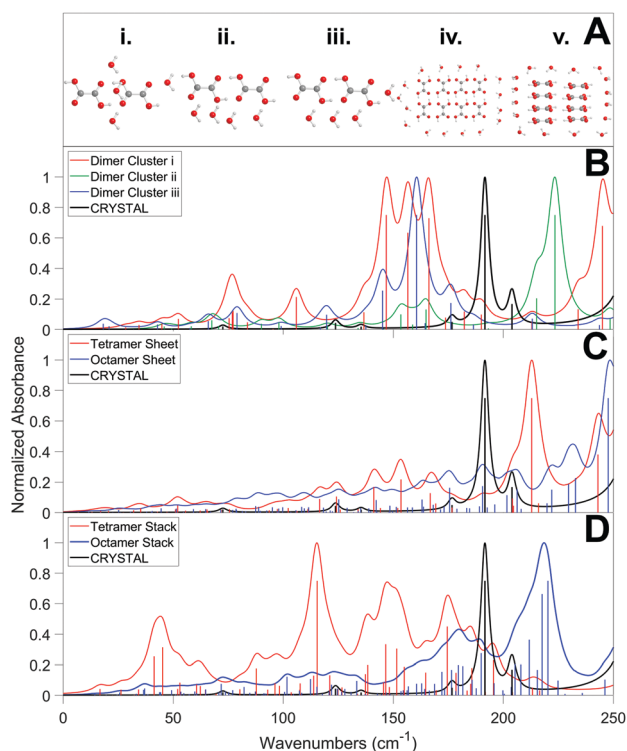 i. ii. iii. iv. v. A
B
Dimer Cluster i
Dimer Cluster ii
Dimer Cluster iii
CRYSTAL
1
0.8
0.6
0.4
0.2
0
C
Tetramer Sheet
Octamer Sheet
CRYSTAL
1
0.8
0.6
0.4
0.2
0
Normalized Absorbance
D
Tetramer Stack
Octamer Stack
CRYSTAL
1
0.8
0.6
0.4
0.2
0
0 50 100 150 200 250
Wavenumbers (cm-1)